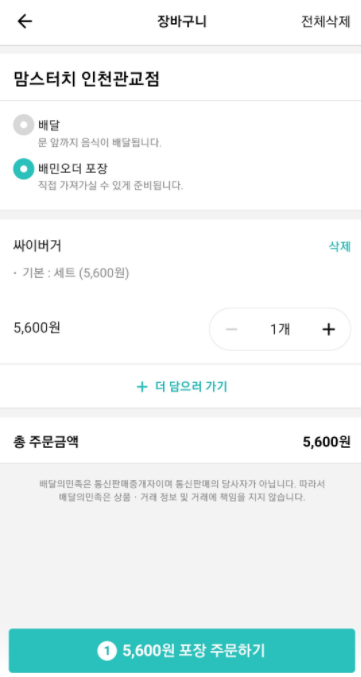 장바구니 전체삭제
맘스터치 인천관교점
배달
문 앞까지 음식이 배달됩니다.
배민오더 포장
직접 가져가실 수 있게 준비됩니다.
싸이버거 삭제
· 기본 : 세트 (5,600원)
5,600원 － 1개 +
+ 더 담으러 가기
총 주문금액 5,600원
배달의민족은 통신판매중개자이며 통신판매의 당사자가 아닙니다. 따라서
배달의민족은 상품 · 거래 정보 및 거래에 책임을 지지 않습니다.
1 5,600원 포장 주문하기